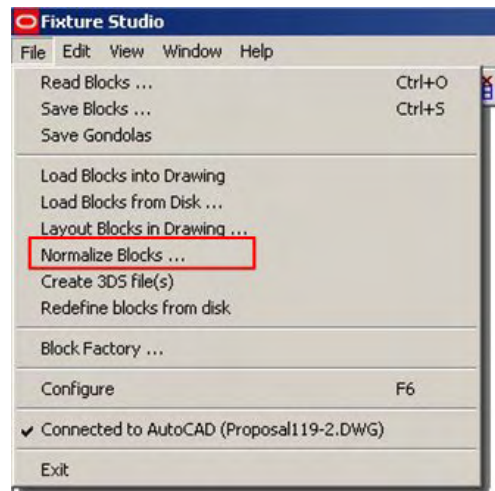 Fixture Studio
File Edit View Window Help
Read Blocks ... Ctrl+O
Save Blocks ... Ctrl+S
Save Gondolas
Load Blocks into Drawing
Load Blocks from Disk ...
Layout Blocks in Drawing ...
Normalize Blocks ...
Create 3DS file(s)
Redefine blocks from disk
Block Factory ...
Configure F6
Connected to AutoCAD (Proposal119-2.DWG)
Exit